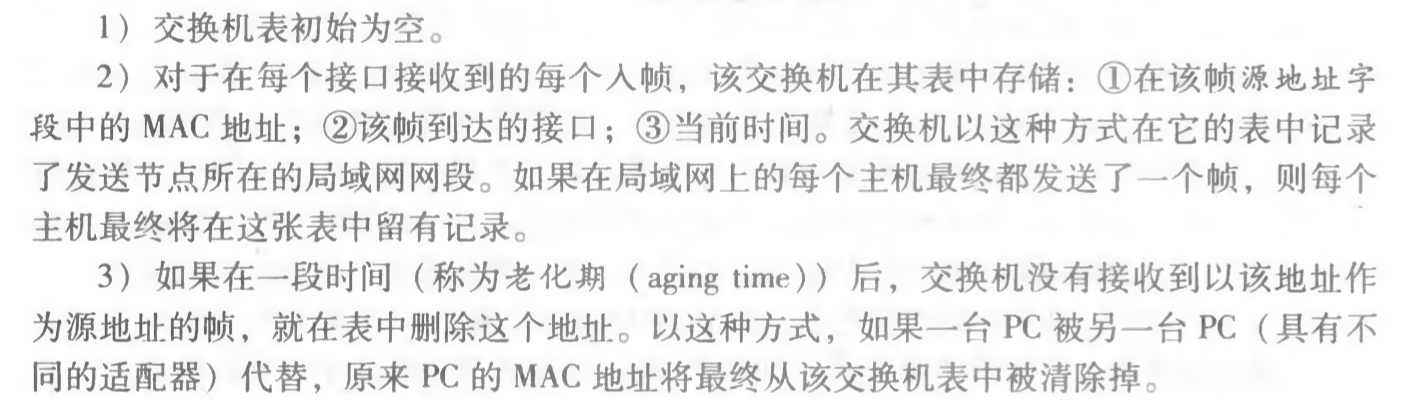 1）交换机表初始为空。
2）对于在每个接口接收到的每个入帧，该交换机在其表中存储：①在该帧源地址字
段中的 MAC 地址；②该帧到达的接口；③当前时间。交换机以这种方式在它的表中记录
了发送节点所在的局域网网段。如果在局域网上的每个主机最终都发送了一个帧，则每个
主机最终将在这张表中留有记录。
3）如果在一段时间（称为老化期（aging time））后，交换机没有接收到以该地址作
为源地址的帧，就在表中删除这个地址。以这种方式，如果一台 PC 被另一台 PC（具有不
同的适配器）代替，原来 PC 的 MAC 地址将最终从该交换机表中被清除掉。